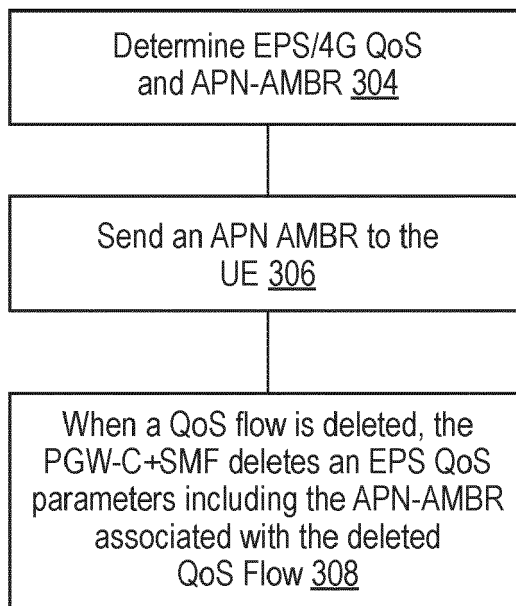 Determine EPS/4G QoS
and APN-AMBR 304
Send an APN AMBR to the
UE 306
When a QoS flow is deleted, the
PGW-C+SMF deletes an EPS QoS
parameters including the APN-AMBR
associated with the deleted
QoS Flow 308